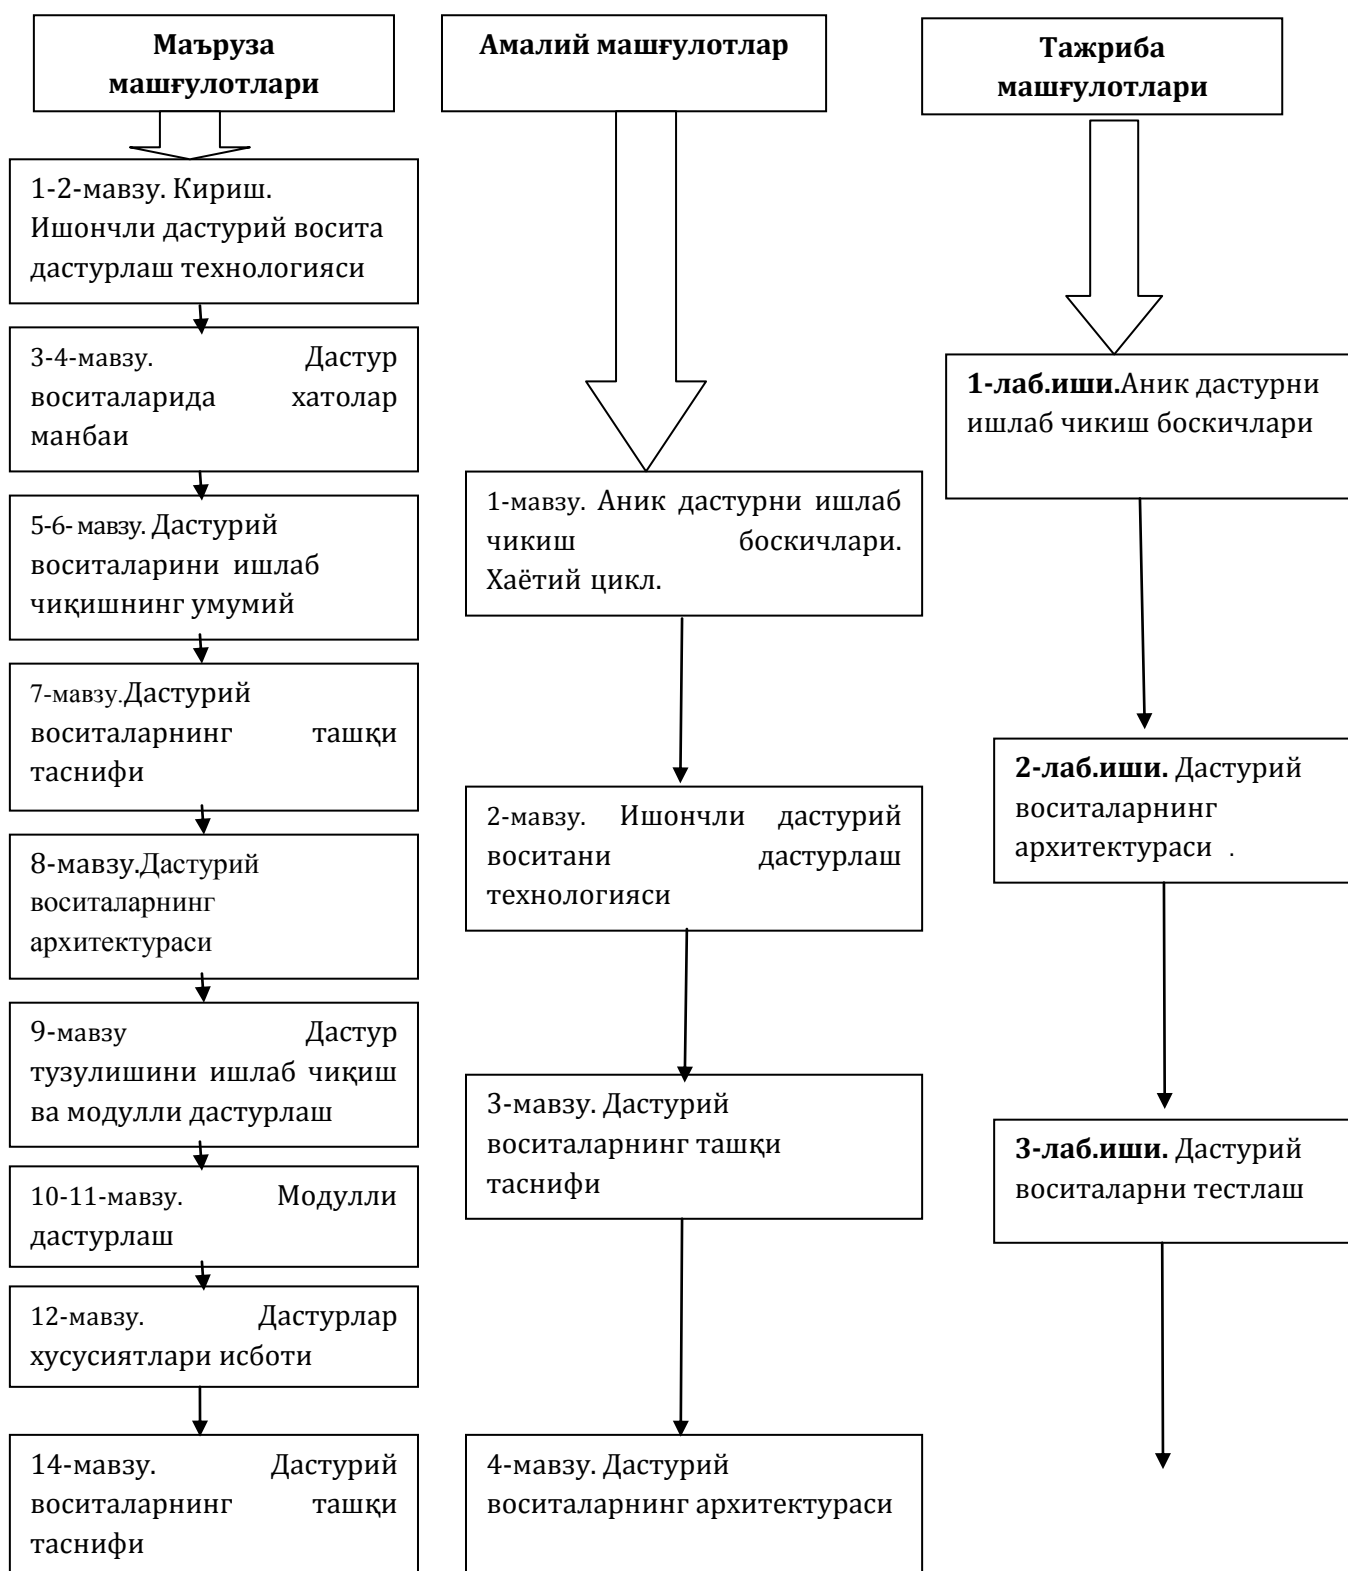 Маъруза
машғулотлари
1-2-мавзу. Кириш.
Ишончли дастурий восита
дастурлаш технологияси
3-4-мавзу. Дастур
воситаларида хатолар
манбаи
5-6- мавзу. Дастурий
воситаларини ишлаб
чиқишнинг умумий
7-мавзу.Дастурий
воситаларнинг ташқи
таснифи
8-мавзу.Дастурий
воситаларнинг
архитектураси
9-мавзу Дастур
тузулишини ишлаб чиқиш
ва модулли дастурлаш
10-11-мавзу. Модулли
дастурлаш
12-мавзу. Дастурлар
хусусиятлари исботи
14-мавзу. Дастурий
воситаларнинг ташқи
таснифи
Амалий машғулотлар
1-мавзу. Аник дастурни ишлаб
чикиш боскичлари.
Хаётий цикл.
2-мавзу. Ишончли дастурий
воситани дастурлаш
технологияси
3-мавзу. Дастурий
воситаларнинг ташқи
таснифи
4-мавзу. Дастурий
воситаларнинг архитектураси
Тажриба
машғулотлари
1-лаб.иши.Аник дастурни
ишлаб чикиш боскичлари
2-лаб.иши. Дастурий
воситаларнинг
архитектураси .
3-лаб.иши. Дастурий
воситаларни тестлаш